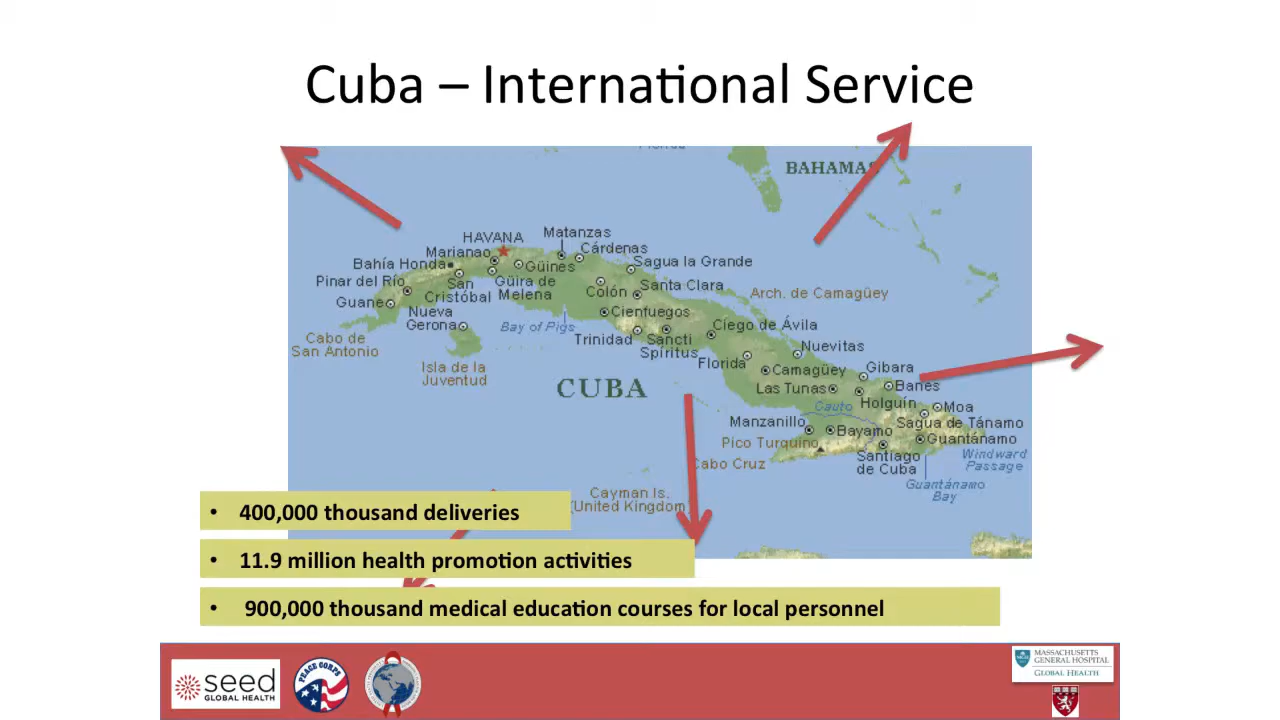 Cuba – International Service
BAHAMAS
HAVANA
Matanzas
Marianao
Cárdenas
Bahía Honda
Güines
Sagua la Grande
Pinar del Río
San
Cristóbal
Güira de
Melena
Colón
Santa Clara
Arch. de Camagüey
Guane
Nueva
Gerona
Cienfuegos
Bay of Pigs
Ciego de Ávila
Cabo de
San Antonio
Trinidad
Sancti
Spíritus
Nuevitas
Florida
Isla de la
Juventud
Camagüey
Gibara
CUBA
Las Tunas
Banes
Holguín
Cauto
Moa
Manzanillo
Bayamo
Sagua de Tánamo
Pico Turquino
Guantánamo
Cabo Cruz
Santiago
de Cuba
Windward
Passage
Guantánamo
Bay
Cayman Is.
(United Kingdom)
• 400,000 thousand deliveries
• 11.9 million health promotion activities
• 900,000 thousand medical education courses for local personnel
seed
GLOBAL HEALTH
PEACE CORPS
MASSACHUSETTS
GENERAL HOSPITAL
GLOBAL HEALTH